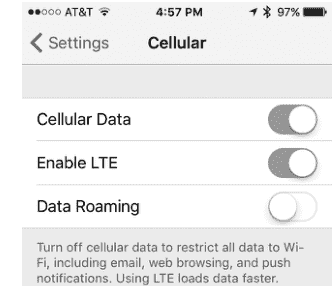 AT&T 4:57 PM 97%
Settings Cellular
Cellular Data
Enable LTE
Data Roaming
Turn off cellular data to restrict all data to Wi-
Fi, including email, web browsing, and push
notifications. Using LTE loads data faster.